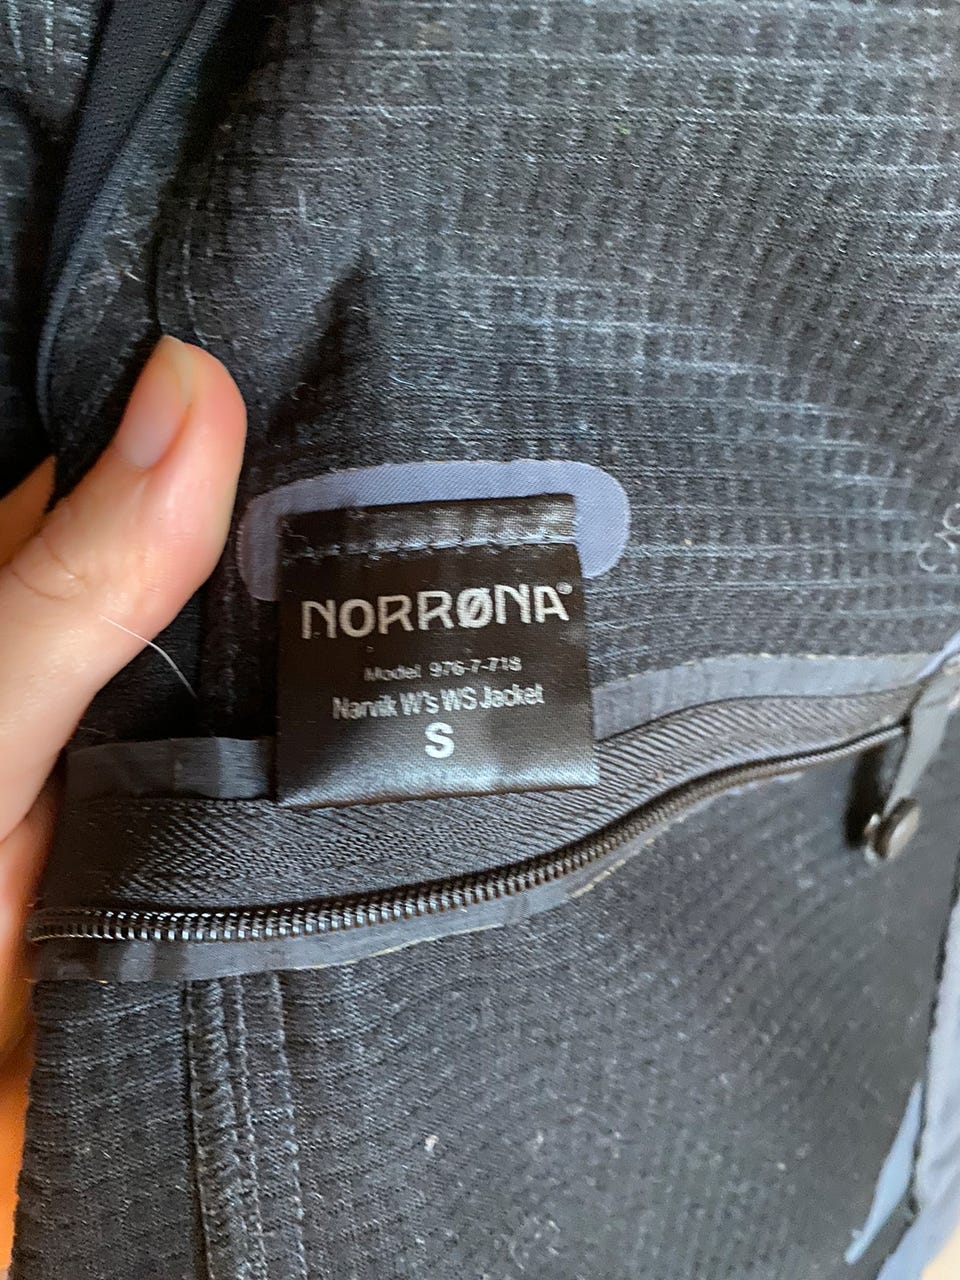 NORRØNA®
Model 976-7-718
Narvik W's WS Jacket
S